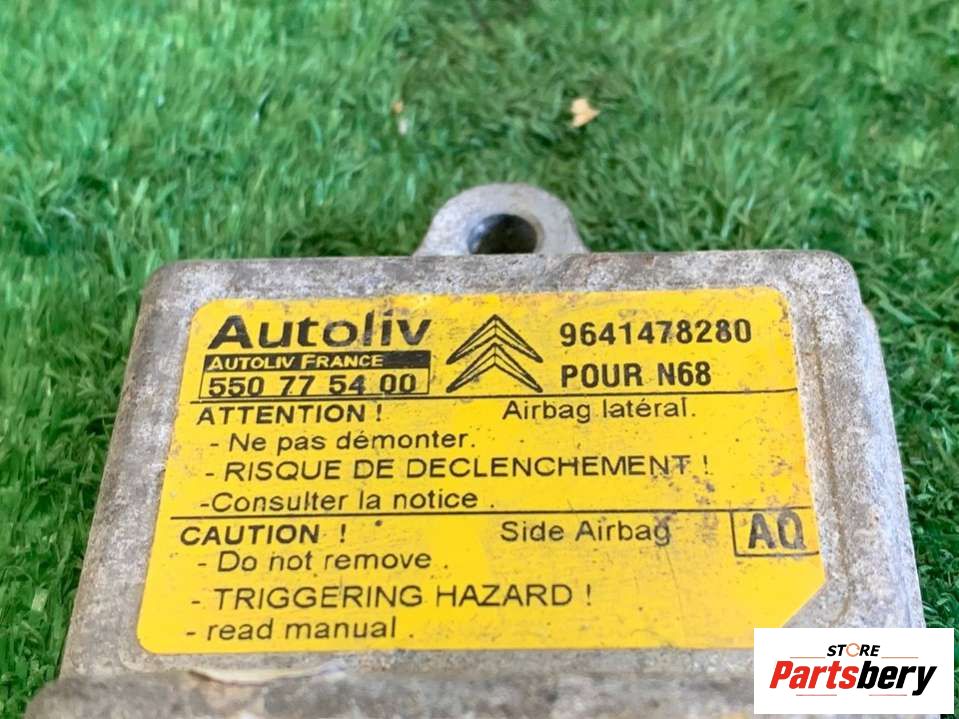 Autoliv
AUTOLIV FRANCE
550 77 54 00
9641478280
POUR N68
ATTENTION ! Airbag latéral.
- Ne pas démonter.
- RISQUE DE DECLENCHEMENT !
-Consulter la notice .
CAUTION ! Side Airbag AQ
- Do not remove .
- TRIGGERING HAZARD !
- read manual .
STORE
Partsbery